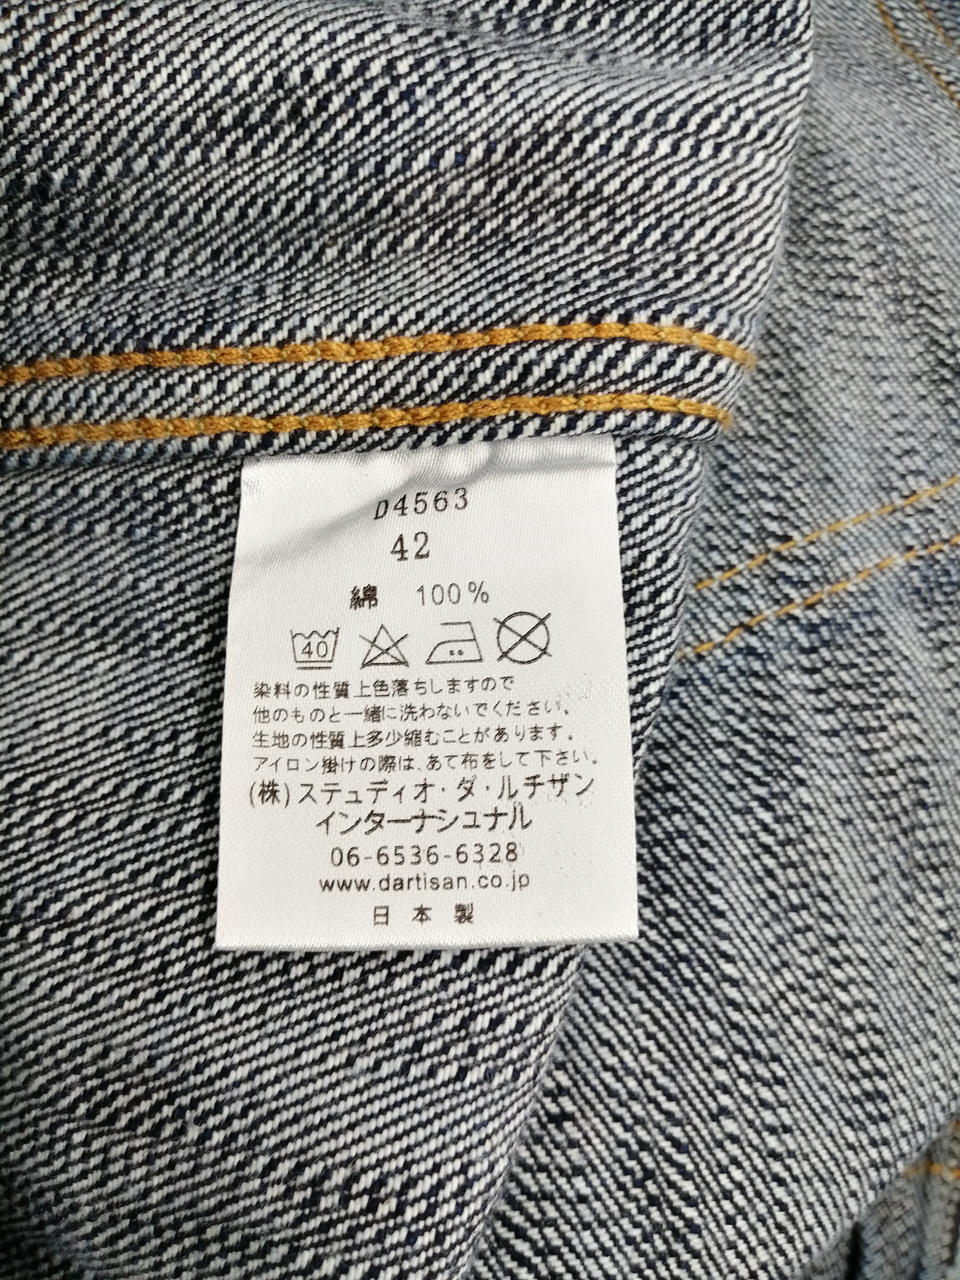 D4563
42
綿 100%
40
染料の性質上色落ちしますので
他のものと一緒に洗わないでください。
生地の性質上多少縮むことがあります。
アイロン掛けの際は、あて布をして下さい。
(株)ステュディオ・ダ・ルチザン
インターナショナル
06-6536-6328
www.dartisan.co.jp
日本製